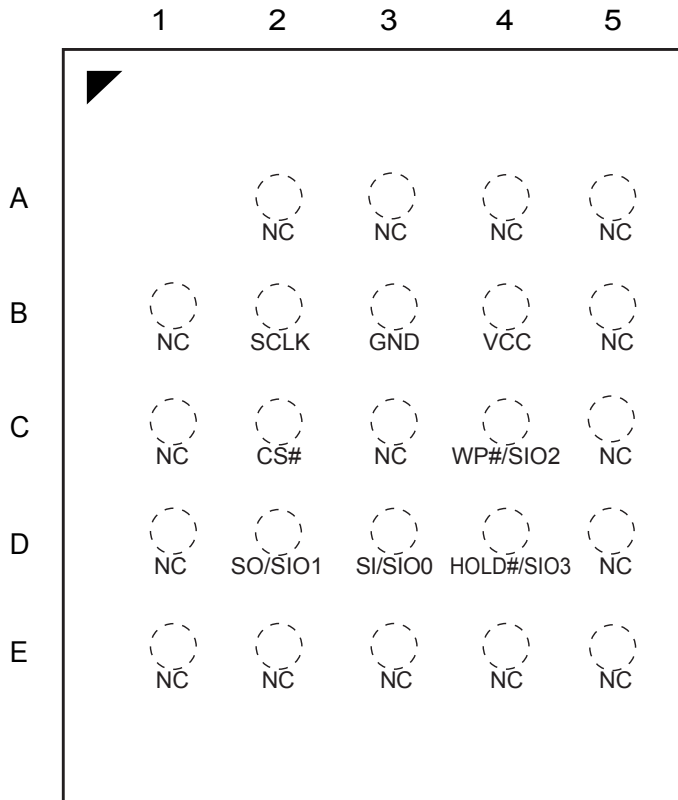 1 2 3 4 5
A
NC NC NC NC
B
NC SCLK GND VCC NC
C
NC CS# NC WP#/SIO2 NC
D
NC SO/SIO1 SI/SIO0 HOLD#/SIO3 NC
E
NC NC NC NC NC